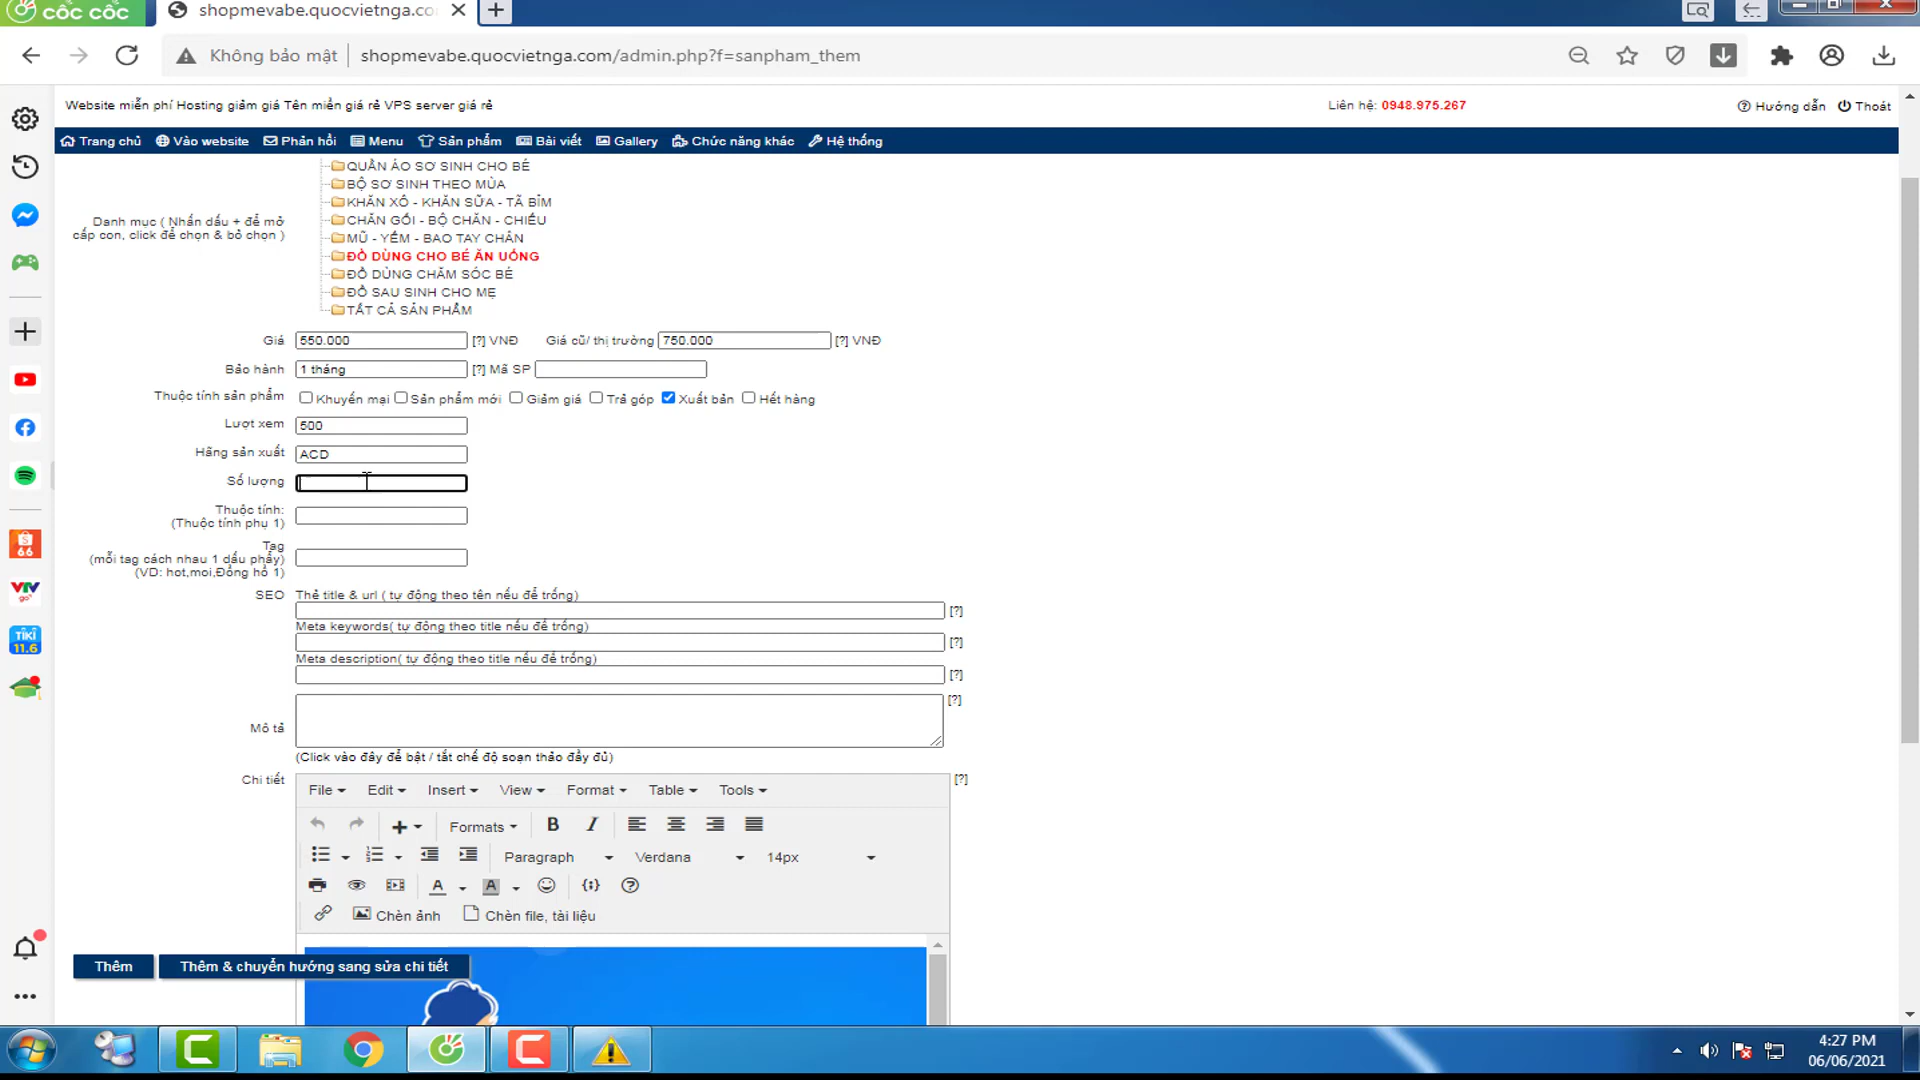 cốc cốc
shopmevabe.quocvietnga.co
Không bảo mật
shopmevabe.quocvietnga.com/admin.php?f=sanpham_them
Website miễn phí Hosting giảm giá Tên miền giá rẻ VPS server giá rẻ
Liên hệ: 0948.975.267
Hướng dẫn
Thoát
Trang chủ
Vào website
Phản hồi
Menu
Sản phẩm
Bài viết
Gallery
Chức năng khác
Hệ thống
Danh mục ( Nhấn dấu + để mở
cấp con, click để chọn & bỏ chọn )
QUẦN ÁO SƠ SINH CHO BÉ
BỘ SƠ SINH THEO MÙA
KHĂN XÔ - KHĂN SỮA - TÃ BỈM
CHĂN GỐI - BỘ CHĂN - CHIẾU
MŨ - YẾM - BAO TAY CHÂN
ĐỒ DÙNG CHO BÉ ĂN UỐNG
ĐỒ DÙNG CHĂM SÓC BÉ
ĐỒ SAU SINH CHO MẸ
TẤT CẢ SẢN PHẨM
Giá 550.000 [?] VNĐ Giá cũ/ thị trường 750.000 [?] VNĐ
Bảo hành 1 tháng [?] Mã SP
Thuộc tính sản phẩm Khuyến mại Sản phẩm mới Giảm giá Trả góp Xuất bản Hết hàng
Lượt xem 500
Hãng sản xuất ACD
Số lượng
Thuộc tính:
(Thuộc tính phụ 1)
Tag
(mỗi tag cách nhau 1 dấu phẩy)
(VD: hot,moi,Đồng hồ 1)
SEO Thẻ title & url ( tự động theo tên nếu để trống)
[?]
Meta keywords( tự động theo title nếu để trống)
[?]
Meta description( tự động theo title nếu để trống)
[?]
Mô tả [?]
(Click vào đây để bật / tắt chế độ soạn thảo đầy đủ)
Chi tiết [?]
File Edit Insert View Format Table Tools
Formats B I
Paragraph Verdana 14px
A A
Chèn ảnh Chèn file, tài liệu
Thêm
Thêm & chuyển hướng sang sửa chi tiết
66
VTV
go
TIKI
11.6
4:27 PM
06/06/2021